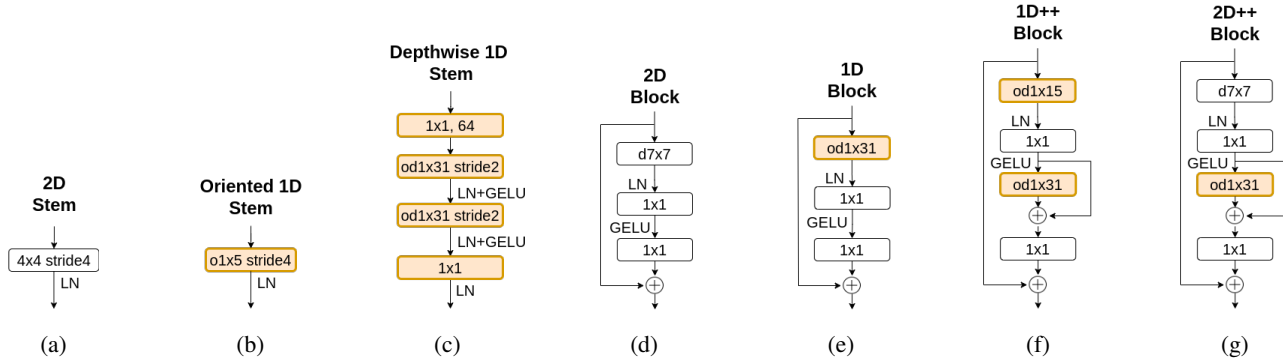 2D
Stem
4x4 stride4
LN
(a)
Oriented 1D
Stem
o1x5 stride4
LN
(b)
Depthwise 1D
Stem
1x1, 64
od1x31 stride2
LN+GELU
od1x31 stride2
LN+GELU
1x1
LN
(c)
2D
Block
d7x7
LN
1x1
GELU
1x1
(d)
1D
Block
od1x31
LN
1x1
GELU
1x1
(e)
1D++
Block
od1x15
LN
1x1
GELU
od1x31
1x1
(f)
2D++
Block
d7x7
LN
1x1
GELU
od1x31
1x1
(g)